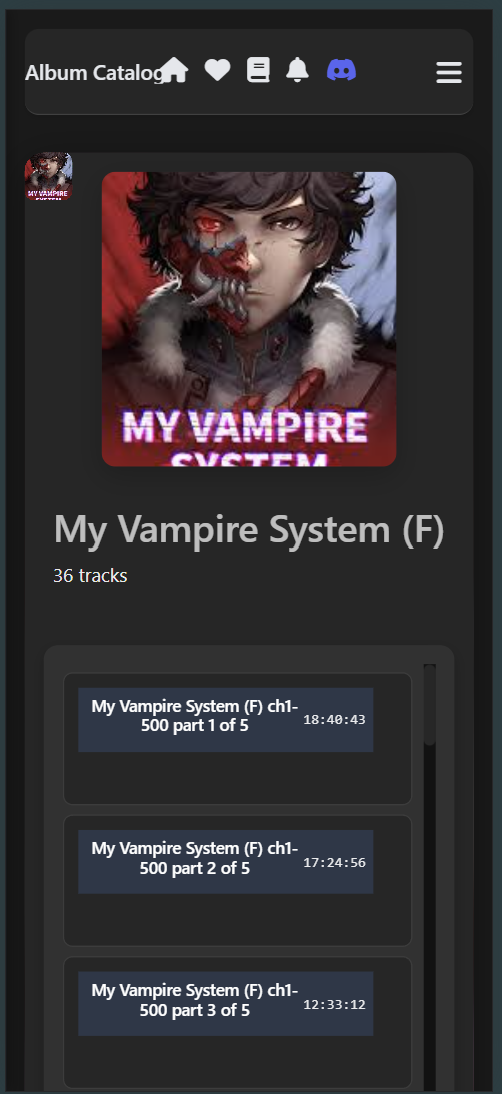 Album Catalog
MY VAMPIRE
SYSTEM
MY VAMPIRE
SYSTEM
My Vampire System (F)
36 tracks
My Vampire System (F) ch1-
500 part 1 of 5
18:40:43
My Vampire System (F) ch1-
500 part 2 of 5
17:24:56
My Vampire System (F) ch1-
500 part 3 of 5
12:33:12